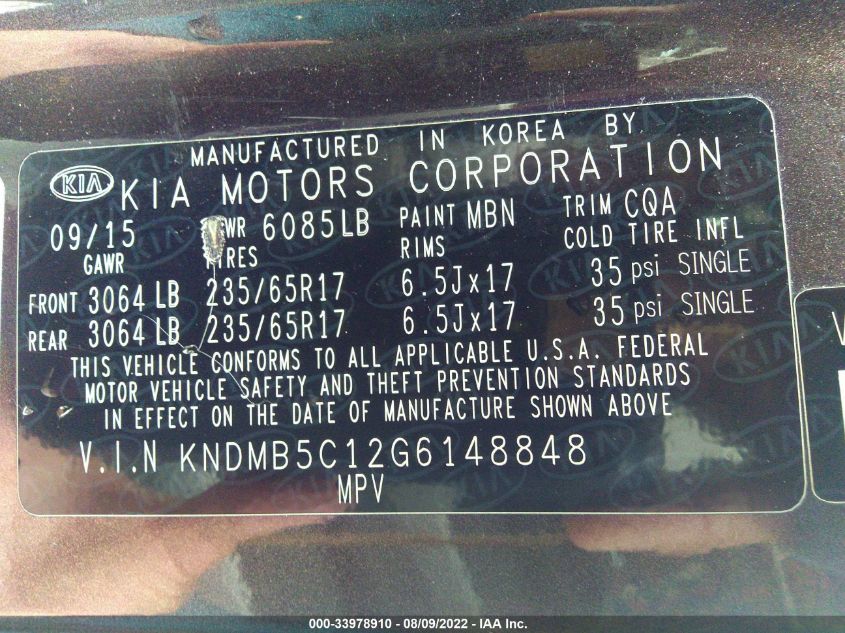 MANUFACTURED IN KOREA BY
KIA KIA MOTORS CORPORATION
09/15 6085LB PAINT MBN TRIM CQA
GAWR RIMS COLD TIRE INFL
FRONT 3064 LB 235/65R17 6.5Jx17 35 psi SINGLE
REAR 3064 LB 235/65R17 6.5Jx17 35 psi SINGLE
THIS VEHICLE CONFORMS TO ALL APPLICABLE U.S.A. FEDERAL
MOTOR VEHICLE SAFETY AND THEFT PREVENTION STANDARDS
IN EFFECT ON THE DATE OF MANUFACTURE SHOWN ABOVE
V.I.N KNDMB5C12G6148848
MPV
000-33978910 - 08/09/2022 - IAA Inc.